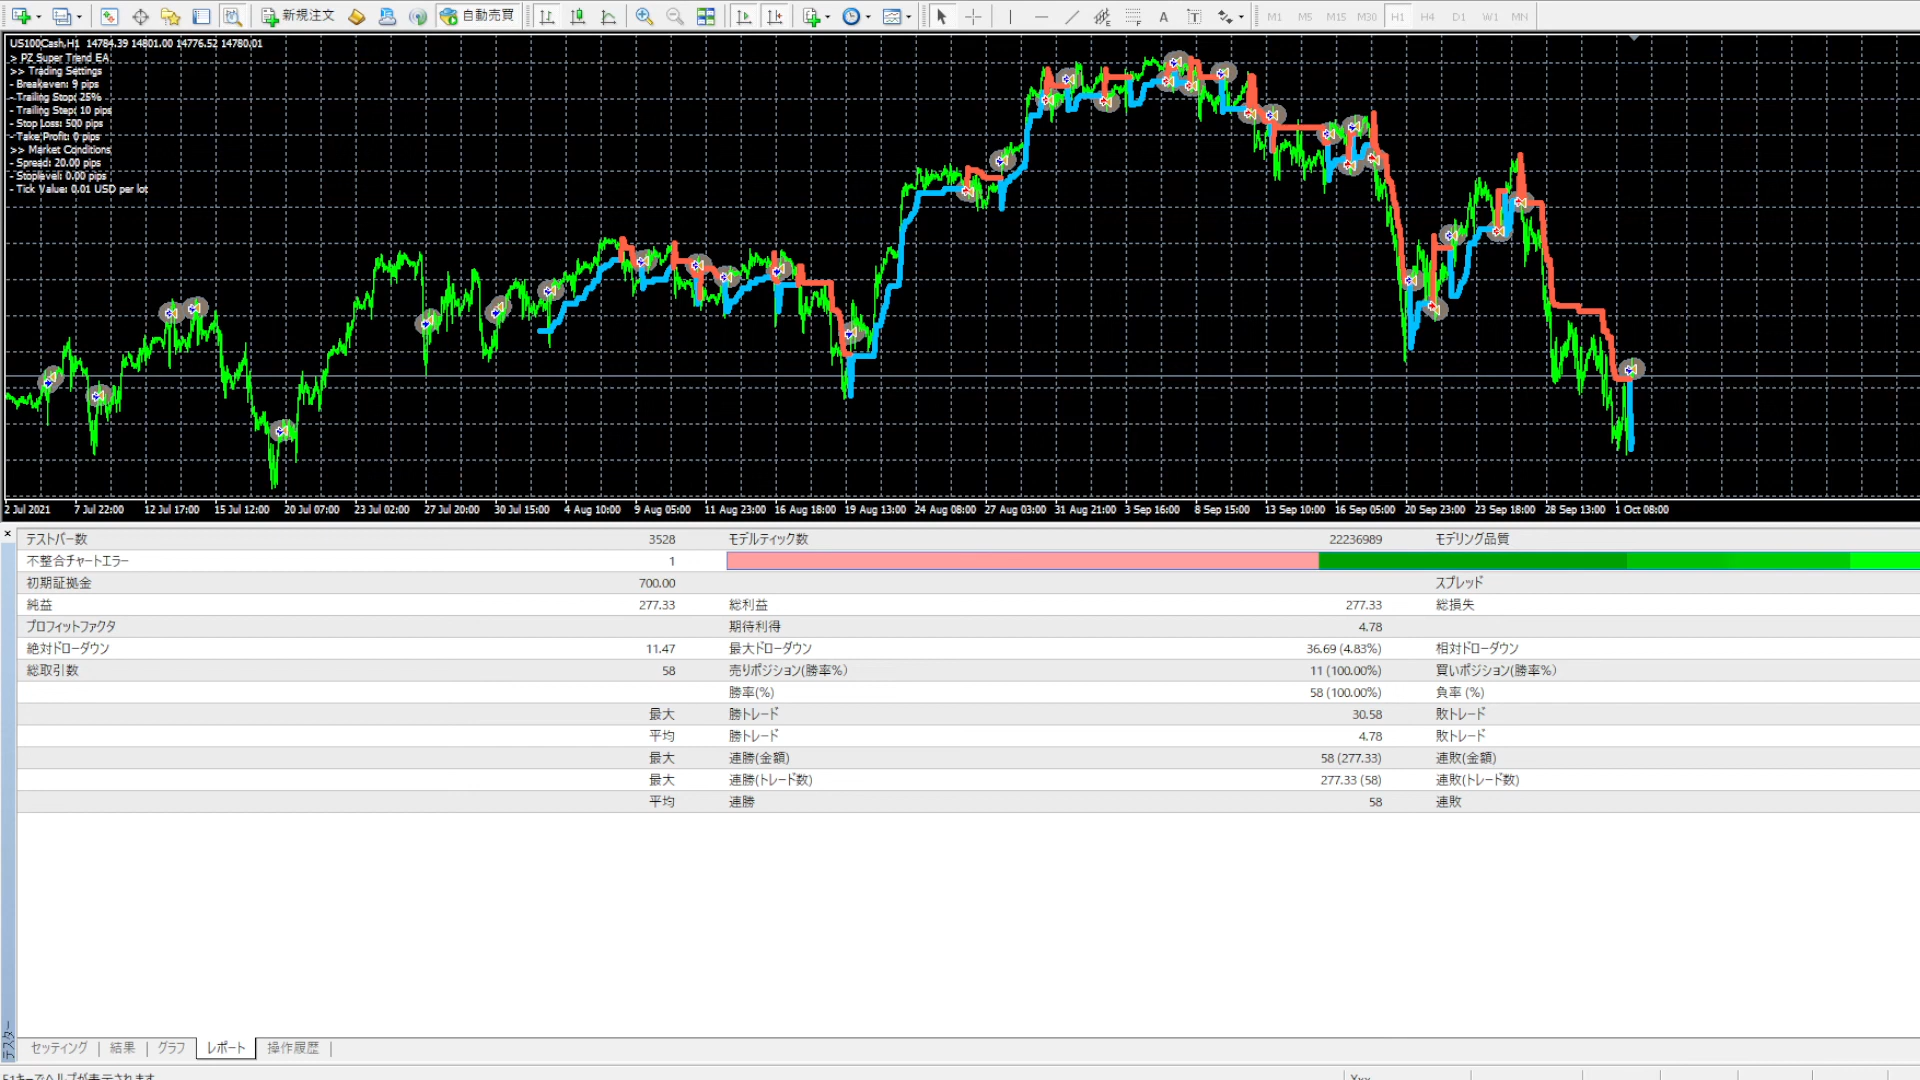 新規注文 自動売買 A T M1 M5 M15 M30 H1 H4 D1 W1 MN
US100Cash,H1 14784.39 14801.00 14776.52 14780.01
> PZ Super Trend EA
>> Trading Settings
- Breakeven: 9 pips
- Trailing Stop: 25%
- Trailing Step: 10 pips
- Stop Loss: 500 pips
- Take Profit: 0 pips
>> Market Conditions
- Spread: 20.00 pips
- Stoplevel: 0.00 pips
- Tick Value: 0.01 USD per lot
2 Jul 2021 7 Jul 22:00 12 Jul 17:00 15 Jul 12:00 20 Jul 07:00 23 Jul 02:00 27 Jul 20:00 30 Jul 15:00 4 Aug 10:00 9 Aug 05:00 11 Aug 23:00 16 Aug 18:00 19 Aug 13:00 24 Aug 08:00 27 Aug 03:00 31 Aug 21:00 3 Sep 16:00 8 Sep 15:00 13 Sep 10:00 16 Sep 05:00 20 Sep 23:00 23 Sep 18:00 28 Sep 13:00 1 Oct 08:00
テストバー数 3528 モデルティック数 22236989 モデリング品質
不整合チャートエラー 1
初期証拠金 700.00 スプレッド
純益 277.33 総利益 277.33 総損失
プロフィットファクタ 期待利得 4.78
絶対ドローダウン 11.47 最大ドローダウン 36.69 (4.83%) 相対ドローダウン
総取引数 58 売りポジション(勝率%) 11 (100.00%) 買いポジション(勝率%)
勝率(%) 58 (100.00%) 負率 (%)
最大 勝トレード 30.58 敗トレード
平均 勝トレード 4.78 敗トレード
最大 連勝(金額) 58 (277.33) 連敗(金額)
最大 連勝(トレード数) 277.33 (58) 連敗(トレード数)
平均 連勝 58 連敗
テスター
セッティング | 結果 | グラフ レポート 操作履歴 |
F1キーでヘルプが表示されます